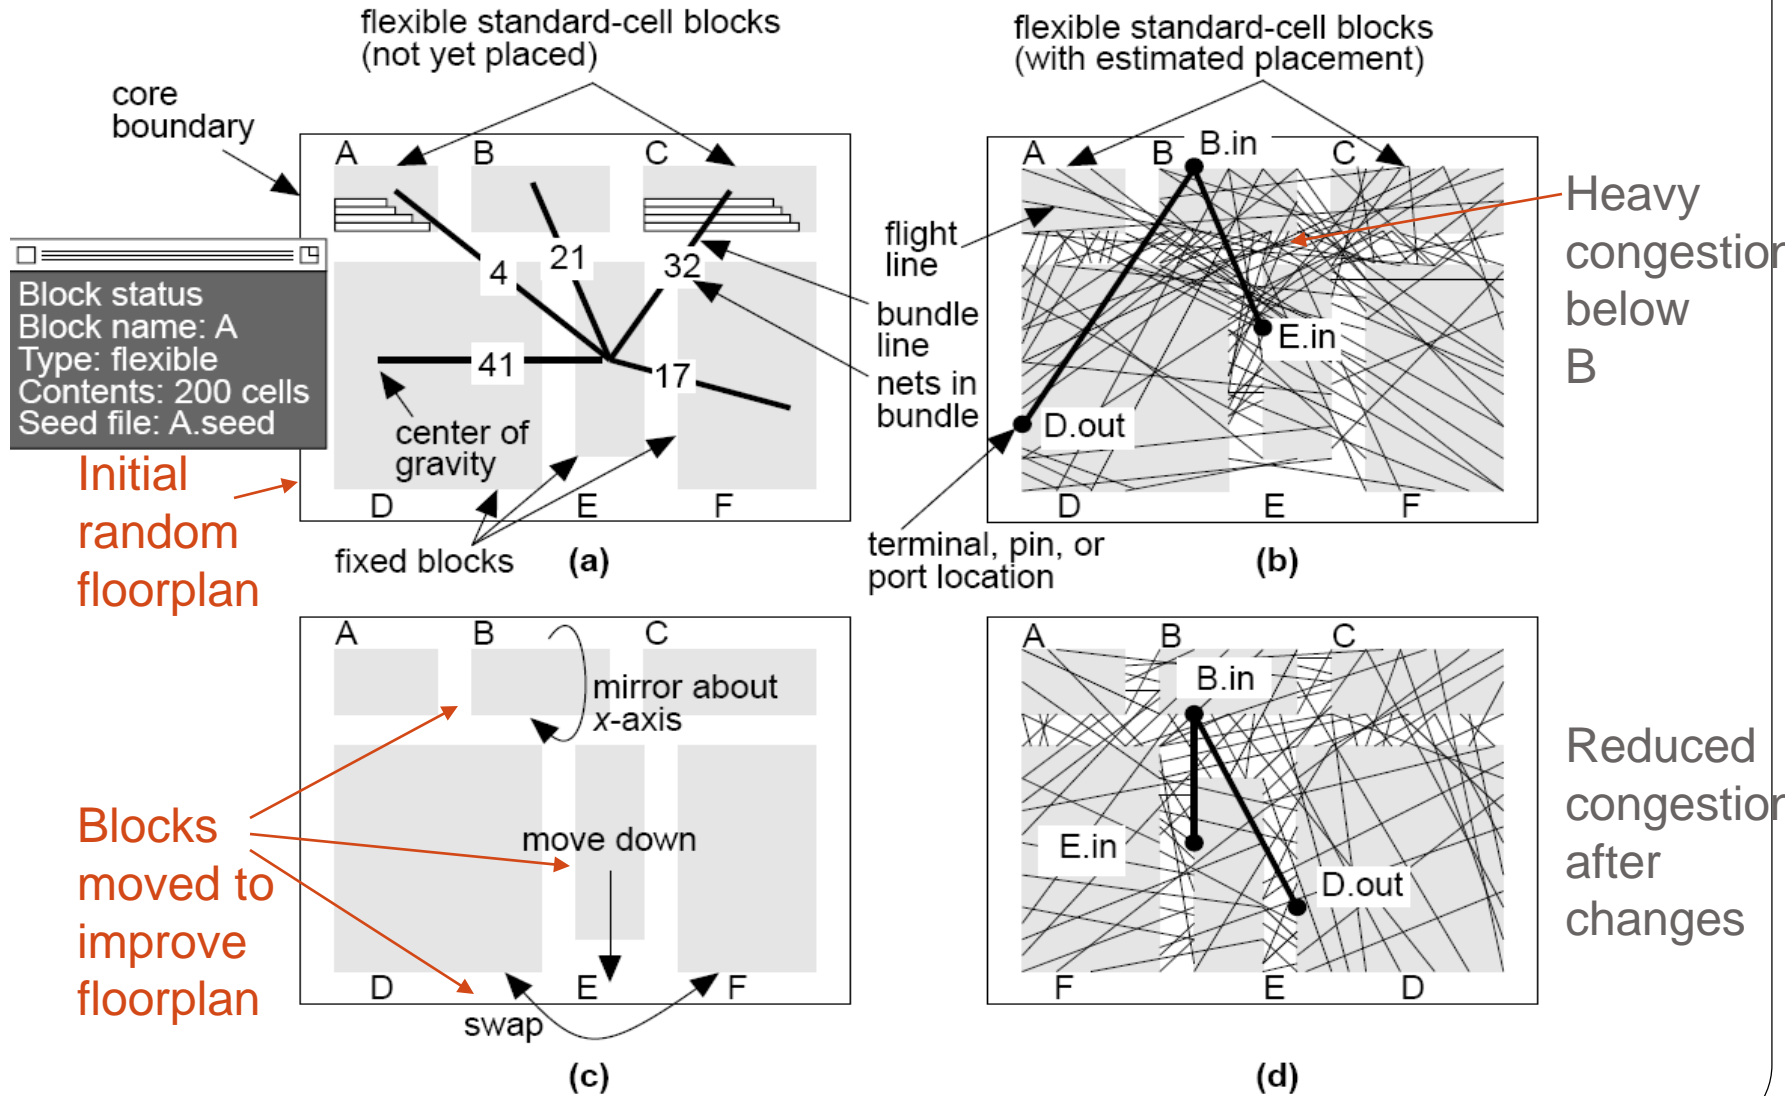 flexible standard-cell blocks
(not yet placed)
core
boundary
A
B
C
4
21
32
41
17
Block status
Block name: A
Type: flexible
Contents: 200 cells
Seed file: A.seed
center of
gravity
bundle
line
nets in
bundle
Initial
random
floorplan
D
E
F
fixed blocks
(a)
flexible standard-cell blocks
(with estimated placement)
A
B
B.in
C
flight
line
E.in
D.out
Heavy
congestion
below
B
D
E
F
terminal, pin, or
port location
(b)
A
B
C
mirror about
x-axis
move down
Blocks
moved to
improve
floorplan
D
E
F
swap
(c)
A
B
C
B.in
E.in
D.out
Reduced
congestion
after
changes
F
E
D
(d)